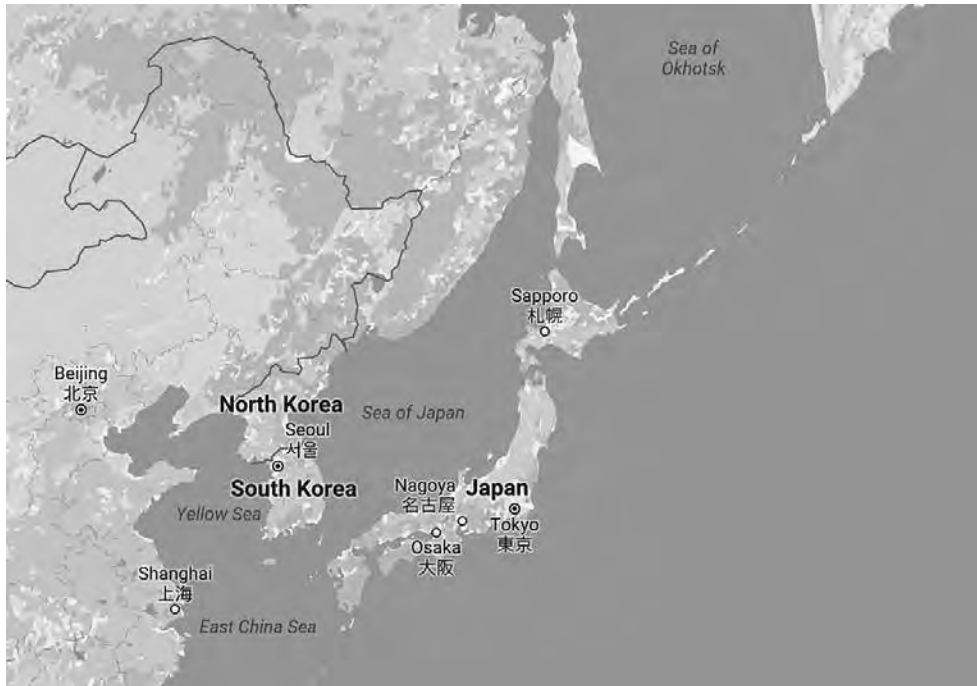 Sea of
Okhotsk
Sapporo
札幌
Beijing
北京
North Korea
Sea of Japan
Seoul
서울
South Korea
Nagoya
名古屋
Japan
Yellow Sea
Tokyo
東京
Osaka
大阪
Shanghai
上海
East China Sea